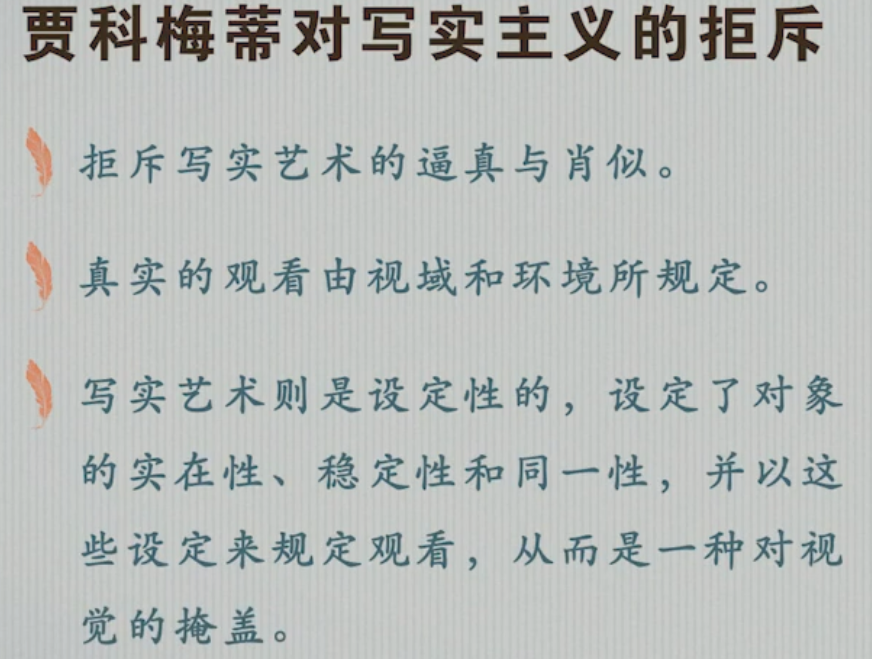 贾科梅蒂对写实主义的拒斥
拒斥写实艺术的逼真与肖似。
真实的观看由视域和环境所规定。
写实艺术则是设定性的，设定了对象
的实在性、稳定性和同一性，并以这
些设定来规定观看，从而是一种对视
觉的掩盖。